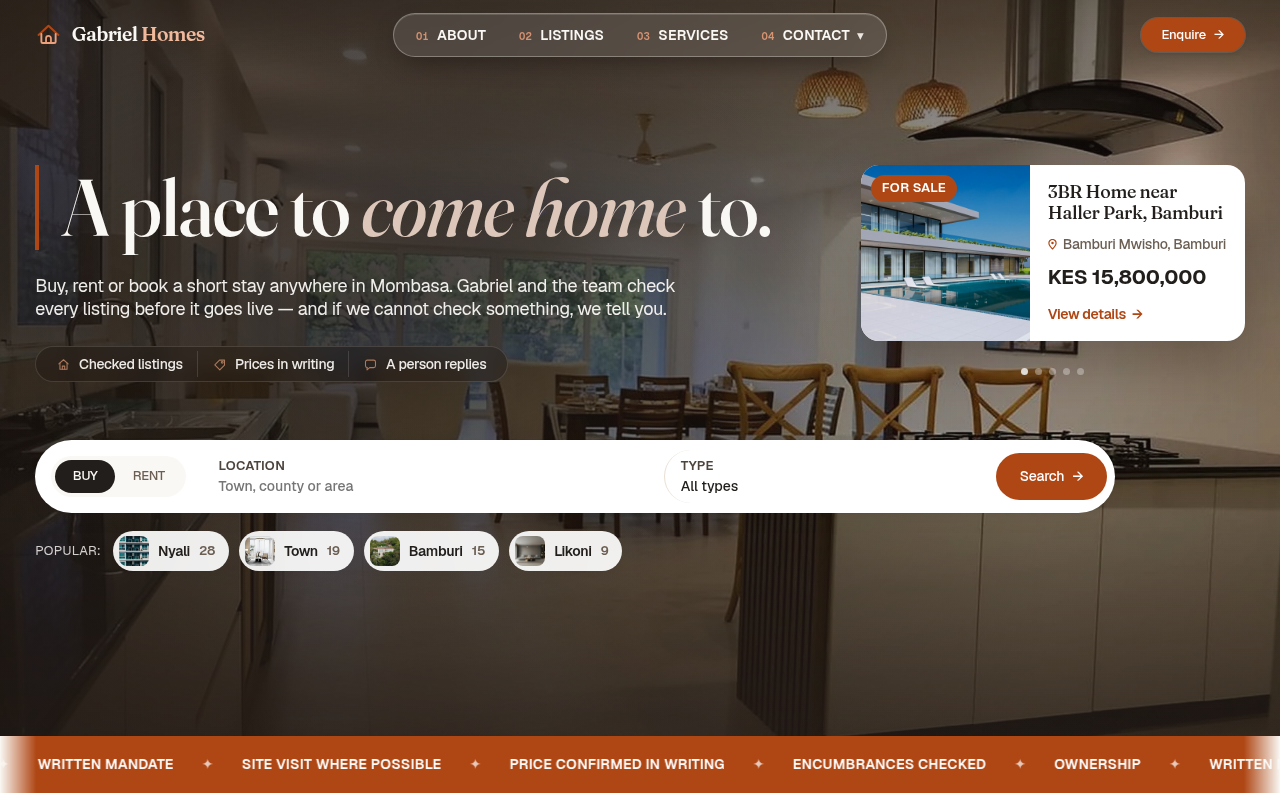 Gabriel Homes
01 ABOUT
02 LISTINGS
03 SERVICES
04 CONTACT ▾
Enquire →
A place to come home to.
Buy, rent or book a short stay anywhere in Mombasa. Gabriel and the team check
every listing before it goes live — and if we cannot check something, we tell you.
Checked listings
Prices in writing
A person replies
FOR SALE
3BR Home near
Haller Park, Bamburi
Bamburi Mwisho, Bamburi
KES 15,800,000
View details →
BUY
RENT
LOCATION
Town, county or area
TYPE
All types
Search →
POPULAR:
Nyali 28
Town 19
Bamburi 15
Likoni 9
WRITTEN MANDATE ✦ SITE VISIT WHERE POSSIBLE ✦ PRICE CONFIRMED IN WRITING ✦ ENCUMBRANCES CHECKED ✦ OWNERSHIP ✦ WRITTEN